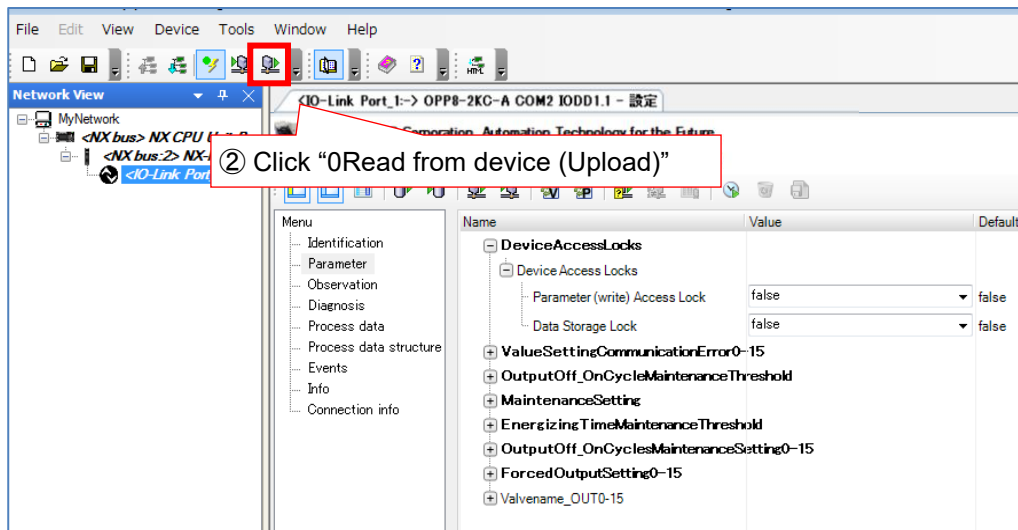 File Edit View Device Tools Window Help
HTML
Network View
<IO-Link Port_1:-> OPP8-2KC-A COM2 IODD1.1 - 設定
MyNetwork
<NX bus> NX CPU
Corporation, Automation Technology for the Future
<NX bus:2> NX-
② Click “0Read from device (Upload)”
<IO-Link Port
Menu
Name Value Default
Identification
Parameter
Observation
Diagnosis
Process data
Process data structure
Events
Info
Connection info
DeviceAccessLocks
Device Access Locks
Parameter (write) Access Lock false false
Data Storage Lock false false
ValueSettingCommunicationError0-15
OutputOff_OnCycleMaintenanceThreshold
MaintenanceSetting
EnergizingTimeMaintenanceThreshold
OutputOff_OnCyclesMaintenanceSetting0-15
ForcedOutputSetting0-15
Valvename_OUT0-15